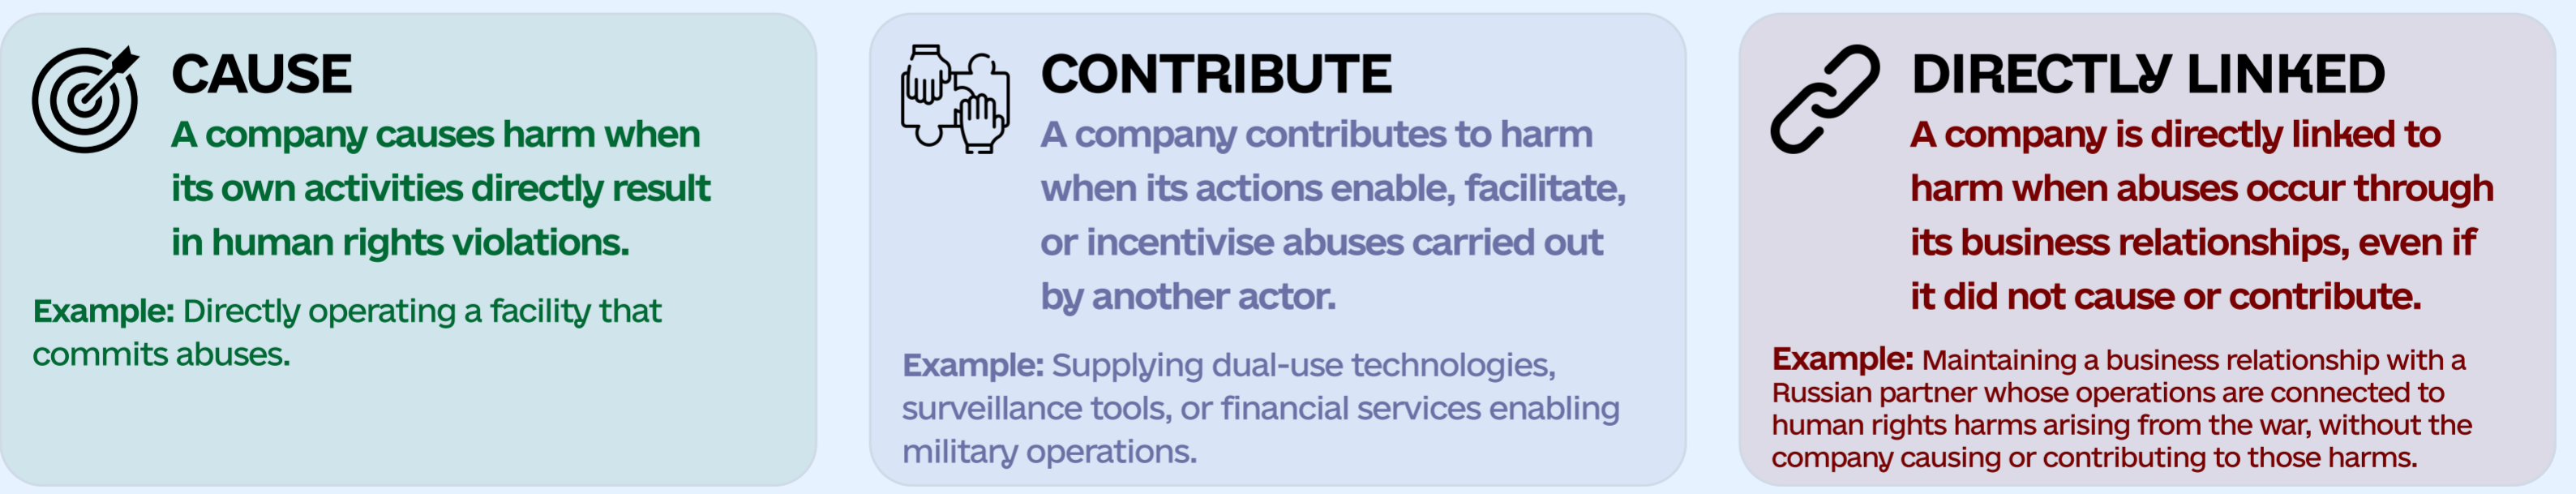 CAUSE
A company causes harm when
its own activities directly result
in human rights violations.
Example: Directly operating a facility that
commits abuses.
CONTRIBUTE
A company contributes to harm
when its actions enable, facilitate,
or incentivise abuses carried out
by another actor.
Example: Supplying dual-use technologies,
surveillance tools, or financial services enabling
military operations.
DIRECTLY LINKED
A company is directly linked to
harm when abuses occur through
its business relationships, even if
it did not cause or contribute.
Example: Maintaining a business relationship with a
Russian partner whose operations are connected to
human rights harms arising from the war, without the
company causing or contributing to those harms.